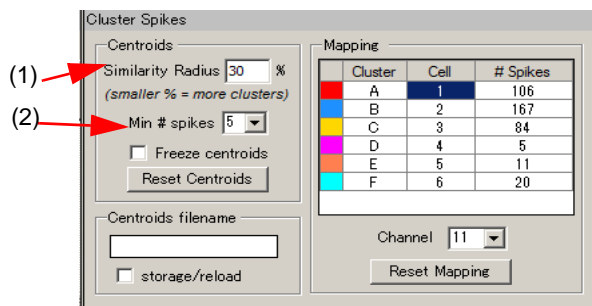 Cluster Spikes
Centroids
(1)
Similarity Radius 30 %
(smaller % = more clusters)
(2)
Min # spikes 5
Freeze centroids
Reset Centroids
Centroids filename
storage/reload
Mapping
Cluster Cell # Spikes
A 1 106
B 2 167
C 3 84
D 4 5
E 5 11
F 6 20
Channel 11
Reset Mapping